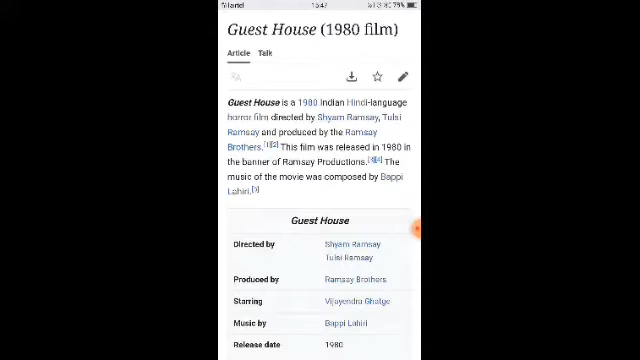 airtel
15:47
75%
Guest House (1980 film)
Article Talk
Guest House is a 1980 Indian Hindi-language
horror film directed by Shyam Ramsay, Tulsi
Ramsay and produced by the Ramsay
Brothers.[1][2] This film was released in 1980 in
the banner of Ramsay Productions.[3][4] The
music of the movie was composed by Bappi
Lahiri.[5]
Guest House
Directed by Shyam Ramsay
Tulsi Ramsay
Produced by Ramsay Brothers
Starring Vijayendra Ghatge
Music by Bappi Lahiri
Release date 1980